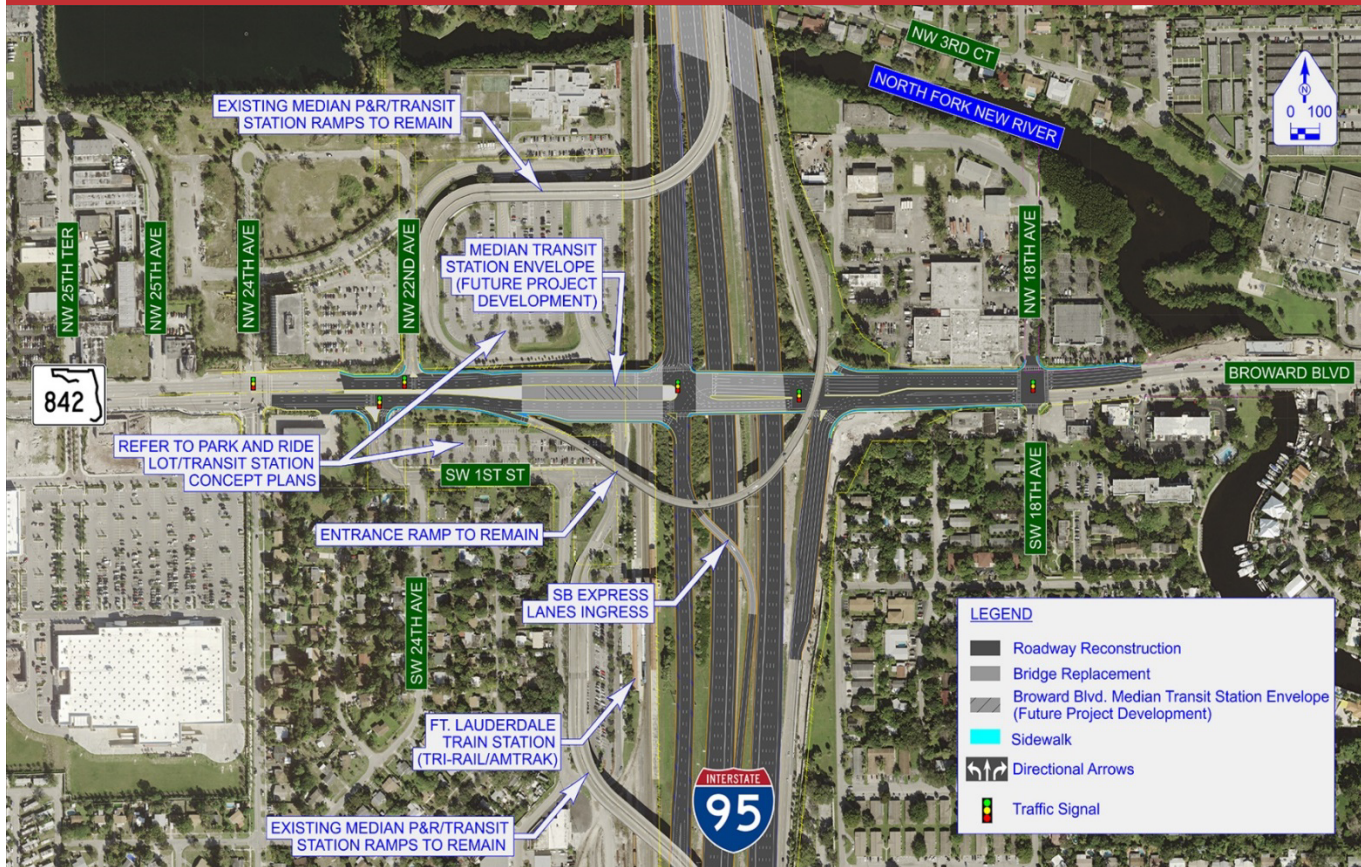 NW 3RD CT
NORTH FORK NEW RIVER
N
0 100
EXISTING MEDIAN P&R/TRANSIT
STATION RAMPS TO REMAIN
NW 25TH TER
NW 25TH AVE
NW 24TH AVE
NW 22ND AVE
MEDIAN TRANSIT
STATION ENVELOPE
(FUTURE PROJECT
DEVELOPMENT)
NW 18TH AVE
842
BROWARD BLVD
REFER TO PARK AND RIDE
LOT/TRANSIT STATION
CONCEPT PLANS
SW 1ST ST
ENTRANCE RAMP TO REMAIN
SW 18TH AVE
SW 24TH AVE
SB EXPRESS
LANES INGRESS
FT. LAUDERDALE
TRAIN STATION
(TRI-RAIL/AMTRAK)
EXISTING MEDIAN P&R/TRANSIT
STATION RAMPS TO REMAIN
INTERSTATE
95
LEGEND
Roadway Reconstruction
Bridge Replacement
Broward Blvd. Median Transit Station Envelope
(Future Project Development)
Sidewalk
Directional Arrows
Traffic Signal